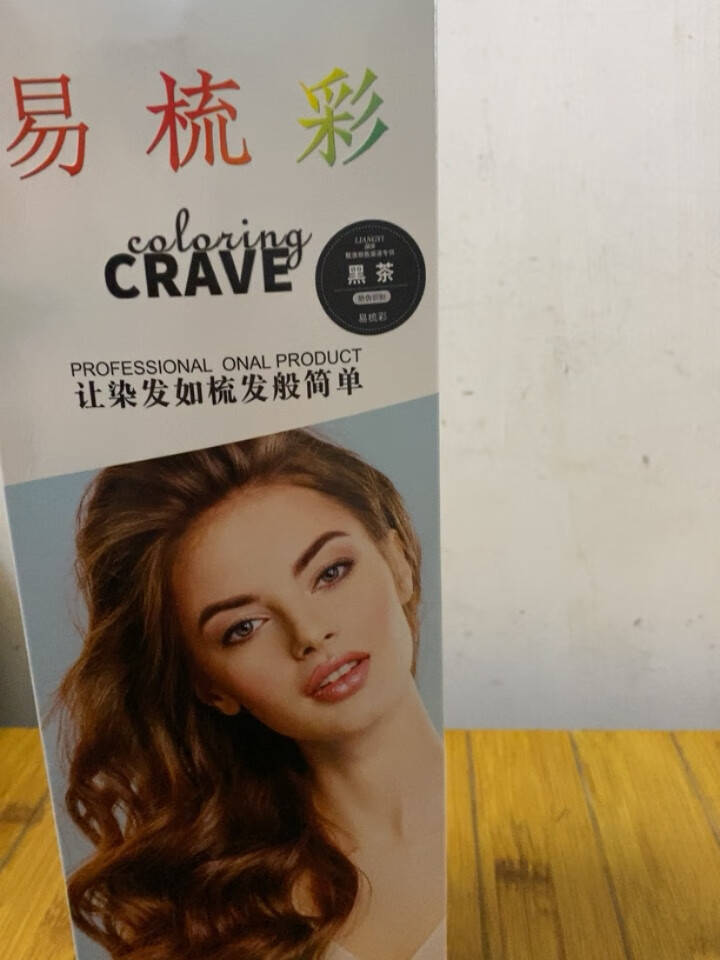 易梳彩
coloring
CRAVE
LIANGYI
黑茶
易梳彩
PROFESSIONAL ONAL PRODUCT
让染发如梳发般简单